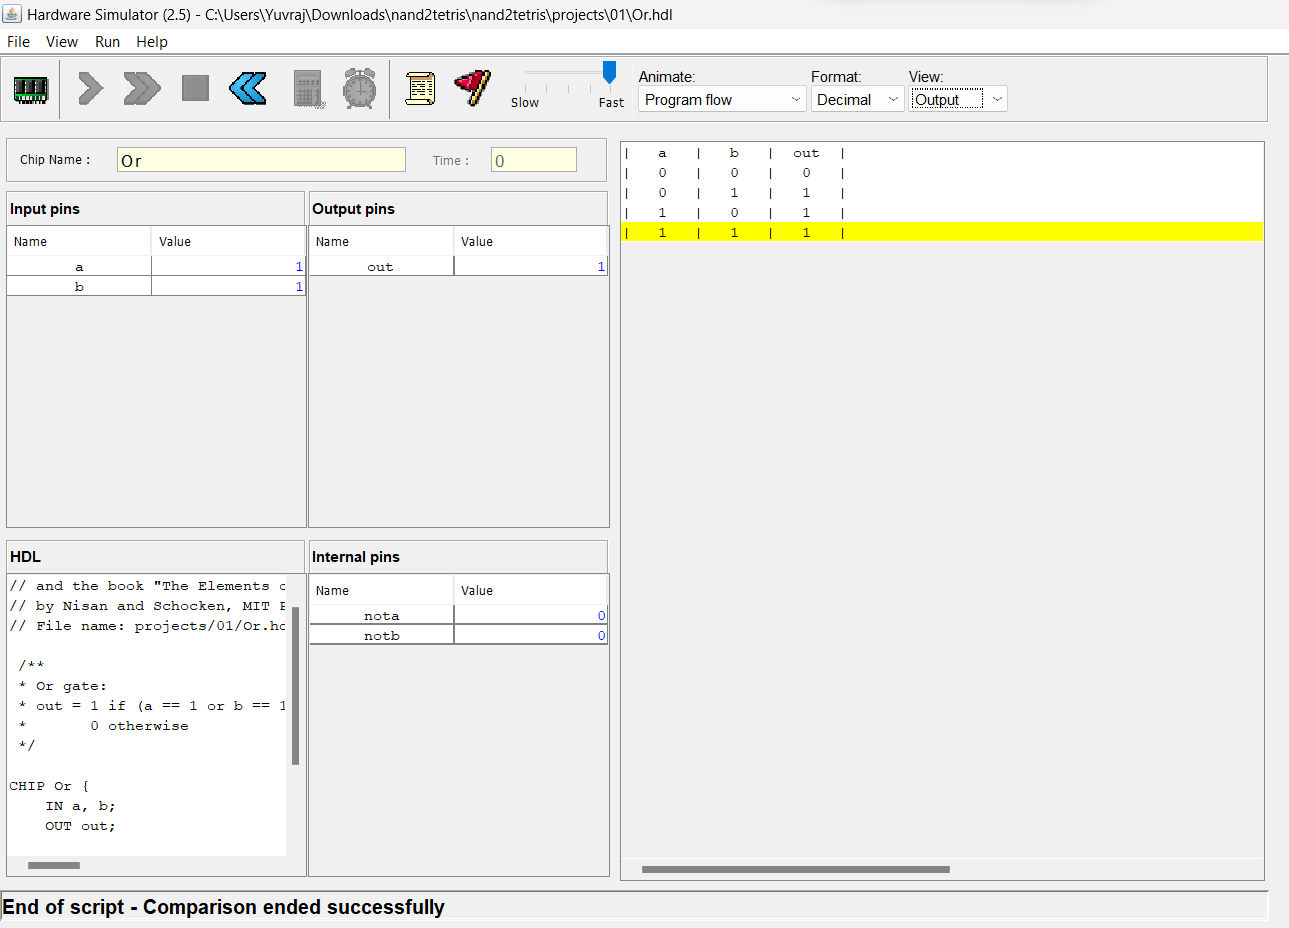 Hardware Simulator (2.5) - C:\Users\Yuvraj\Downloads\nand2tetris\nand2tetris\projects\01\Or.hdl
File View Run Help
Slow Fast
Animate: Format: View:
Program flow Decimal Output
Chip Name : Or Time : 0
Input pins
Name Value
a 1
b 1
Output pins
Name Value
out 1
| a | b | out |
| 0 | 0 | 0 |
| 0 | 1 | 1 |
| 1 | 0 | 1 |
| 1 | 1 | 1 |
HDL
// and the book "The Elements
// by Nisan and Schocken, MIT
// File name: projects/01/Or.
/**
* Or gate:
* out = 1 if (a == 1 or b == 1
* 0 otherwise
*/
CHIP Or {
IN a, b;
OUT out;
Internal pins
Name Value
nota 0
notb 0
End of script - Comparison ended successfully